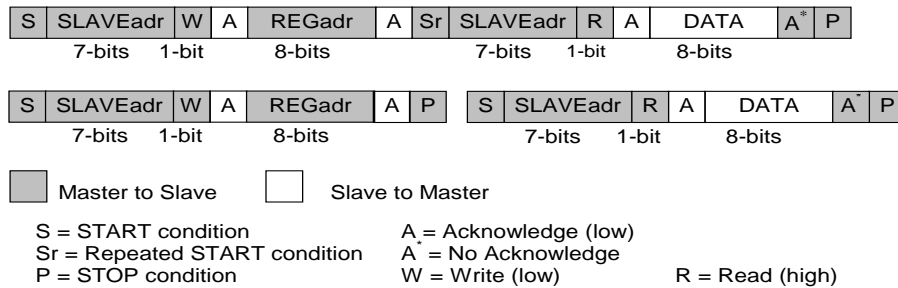 S SLAVEadr W A REGadr A Sr SLAVEadr R A DATA A* P
7-bits 1-bit 8-bits 7-bits 1-bit 8-bits
S SLAVEadr W A REGadr A P S SLAVEadr R A DATA A* P
7-bits 1-bit 8-bits 7-bits 1-bit 8-bits
Master to Slave Slave to Master
S = START condition A = Acknowledge (low)
Sr = Repeated START condition A* = No Acknowledge
P = STOP condition W = Write (low) R = Read (high)